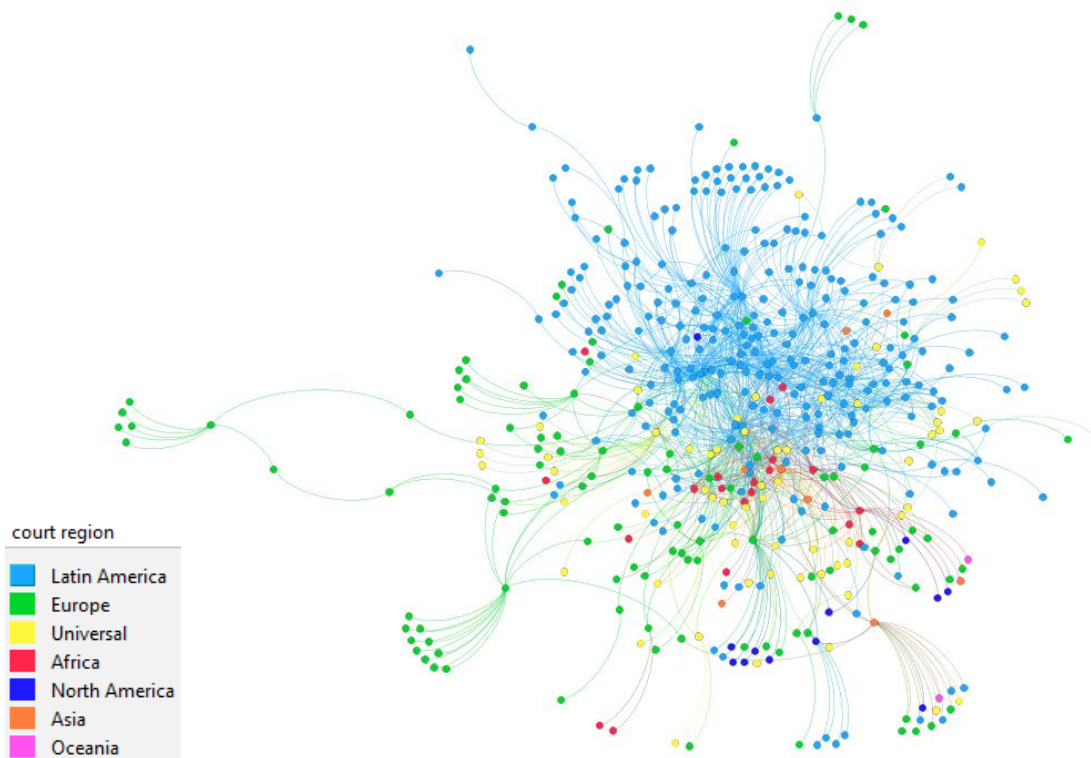 court region
Latin America
Europe
Universal
Africa
North America
Asia
Oceania